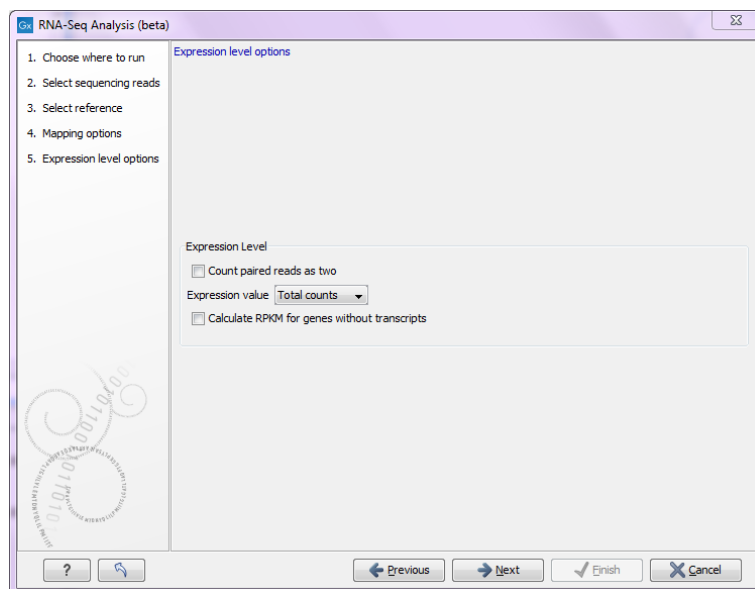 Gx RNA-Seq Analysis (beta)
1. Choose where to run
2. Select sequencing reads
3. Select reference
4. Mapping options
5. Expression level options
Expression level options
Expression Level
Count paired reads as two
Expression value Total counts
Calculate RPKM for genes without transcripts
? Previous Next Finish Cancel